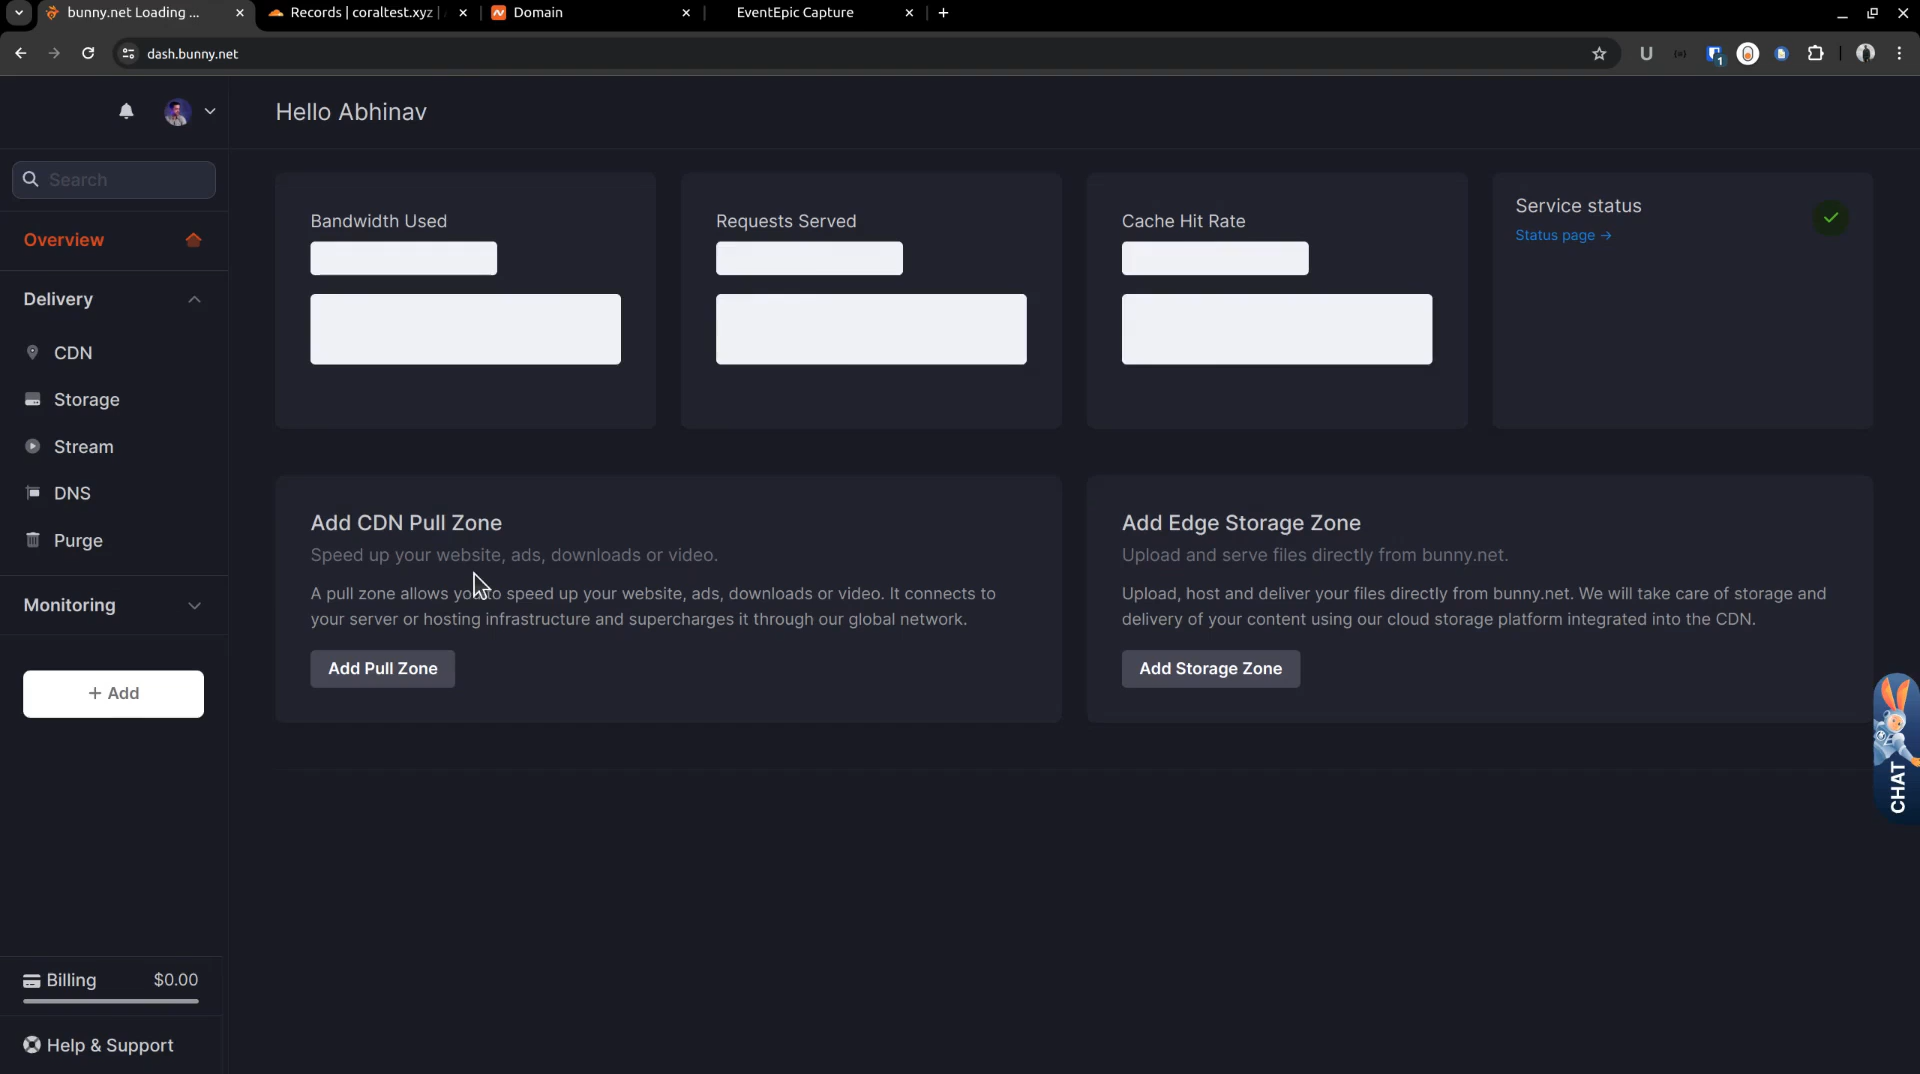 bunny.net Loading ...
Records | coraltest.xyz |
Domain
EventEpic Capture
dash.bunny.net
U
1
Hello Abhinav
Search
Overview
Delivery
CDN
Storage
Stream
DNS
Purge
Monitoring
+ Add
Billing $0.00
Help & Support
Bandwidth Used
Requests Served
Cache Hit Rate
Service status
Status page →
Add CDN Pull Zone
Speed up your website, ads, downloads or video.
A pull zone allows you to speed up your website, ads, downloads or video. It connects to
your server or hosting infrastructure and supercharges it through our global network.
Add Pull Zone
Add Edge Storage Zone
Upload and serve files directly from bunny.net.
Upload, host and deliver your files directly from bunny.net. We will take care of storage and
delivery of your content using our cloud storage platform integrated into the CDN.
Add Storage Zone
CHAT